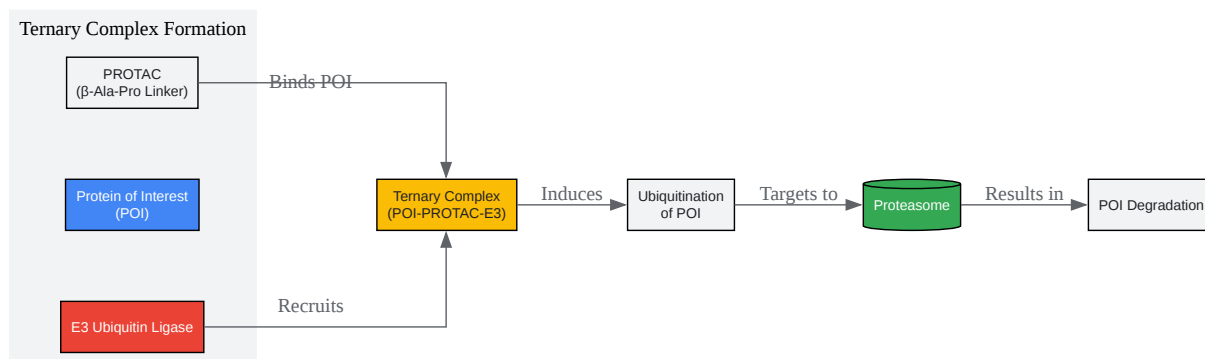 Ternary Complex Formation
PROTAC
(β-Ala-Pro Linker)
Binds POI
Protein of Interest
(POI)
Ternary Complex
(POI-PROTAC-E3)
Induces
Ubiquitination
of POI
Targets to
Proteasome
Results in
POI Degradation
Recruits
E3 Ubiquitin Ligase